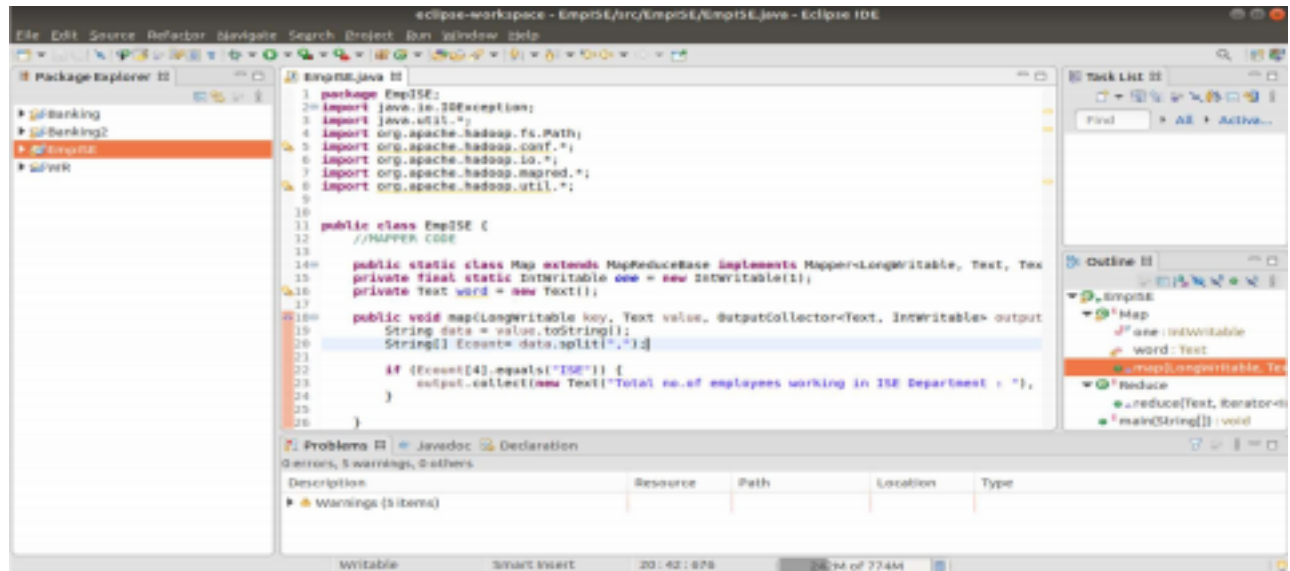 eclipse-workspace - EmpISE/src/EmpISE/EmpISE.java - Eclipse IDE
File Edit Source Refactor Navigate Search Project Run Window Help
Package Explorer
Banking
Banking2
EmpISE
PWR
EmpISE.java
1 package EmpISE;
2 import java.io.IOException;
3 import java.util.*;
4 import org.apache.hadoop.fs.Path;
5 import org.apache.hadoop.conf.*;
6 import org.apache.hadoop.io.*;
7 import org.apache.hadoop.mapred.*;
8 import org.apache.hadoop.util.*;
9
10
11 public class EmpISE {
12 //MAPPER CODE
13
14 public static class Map extends MapReduceBase implements Mapper<LongWritable, Text, Tex
15 private final static IntWritable one = new IntWritable(1);
16 private Text word = new Text();
17
18 public void map(LongWritable key, Text value, OutputCollector<Text, IntWritable> output
19 String data = value.toString();
20 String[] Ecount= data.split(",");
21
22 if (Ecount[4].equals("ISE")) {
23 output.collect(new Text("Total no.of employees working in ISE Department : "),
24 }
25
26 }
Task List
Find All Activa...
Outline
EmpISE
Map
one : IntWritable
word : Text
map(LongWritable, Tex
Reduce
reduce(Text, Iterator<I
main(String[]) : void
Problems Javadoc Declaration
0 errors, 5 warnings, 0 others
Description Resource Path Location Type
Warnings (5 items)
Writable Smart Insert 20 : 42 : 676 242M of 774M